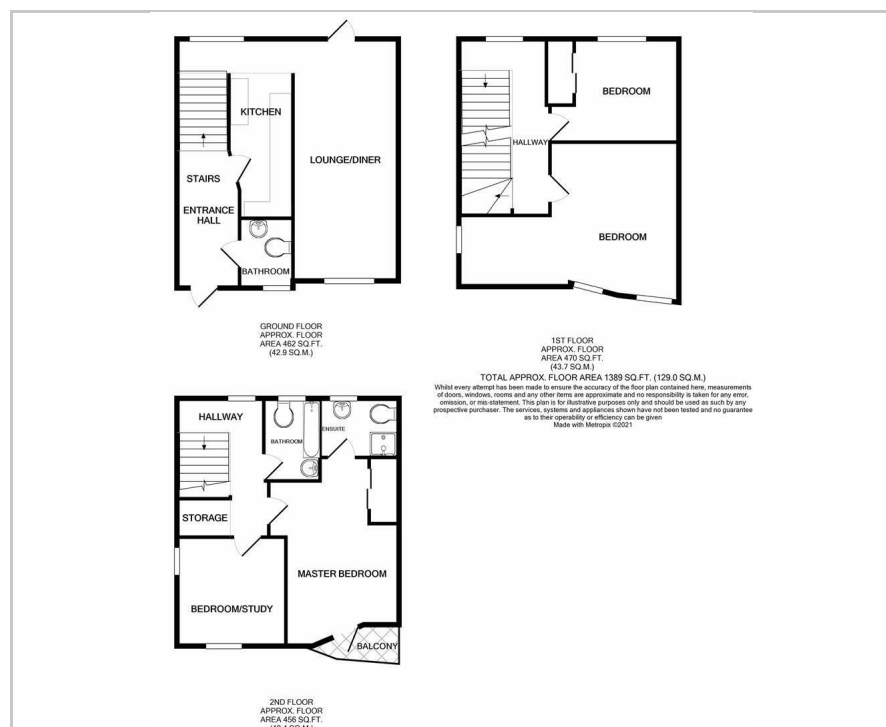 KITCHEN
LOUNGE/DINER
STAIRS
ENTRANCE
HALL
BATHROOM
GROUND FLOOR
APPROX. FLOOR
AREA 462 SQ.FT.
(42.9 SQ.M.)
BEDROOM
HALLWAY
BEDROOM
1ST FLOOR
APPROX. FLOOR
AREA 470 SQ.FT.
(43.7 SQ.M.)
TOTAL APPROX. FLOOR AREA 1389 SQ.FT. (129.0 SQ.M.)
Whilst every attempt has been made to ensure the accuracy of the floor plan contained here, measurements
of doors, windows, rooms and any other items are approximate and no responsibility is taken for any error,
omission, or mis-statement. This plan is for illustrative purposes only and should be used as such by any
prospective purchaser. The services, systems and appliances shown have not been tested and no guarantee
as to their operability or efficiency can be given
Made with Metropix ©2021
HALLWAY
BATHROOM
ENSUITE
STORAGE
MASTER BEDROOM
BEDROOM/STUDY
BALCONY
2ND FLOOR
APPROX. FLOOR
AREA 456 SQ.FT.